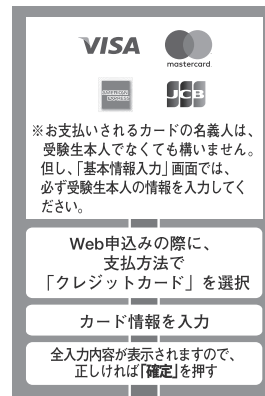 VISA
mastercard.
AMERICAN EXPRESS
JCB
※お支払いされるカードの名義人は、
受験生本人でなくても構いません。
但し、「基本情報入力」画面では、
必ず受験生本人の情報を入力してく
ださい。
Web申込みの際に、
支払方法で
「クレジットカード」を選択
カード情報を入力
全入力内容が表示されますので、
正しければ「確定」を押す